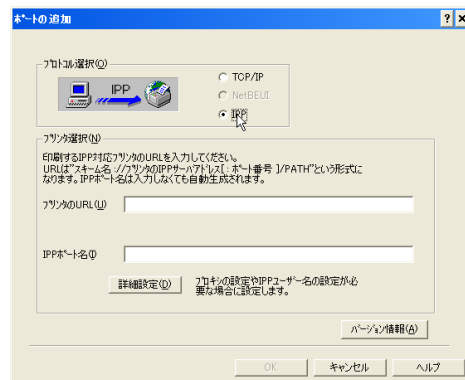 ﾎﾟｰﾄの追加
ﾌﾟﾛﾄｺﾙ選択(O)
IPP
TCP/IP
NetBEUI
IPP
ﾌﾟﾘﾝﾀ選択(N)
印刷するIPP対応ﾌﾟﾘﾝﾀのURLを入力してください。
URLは"ｽｷｰﾑ名 ://ﾌﾟﾘﾝﾀのIPPｻｰﾊﾞｱﾄﾞﾚｽ[ : ﾎﾟｰﾄ番号 ]/PATH"という形式に
なります。IPPﾎﾟｰﾄ名は入力しなくても自動生成されます。
ﾌﾟﾘﾝﾀのURL(U)
IPPﾎﾟｰﾄ名(I)
詳細設定(D)
ﾌﾟﾛｷｼの設定やIPPﾕｰｻﾞｰ名の設定が必
要な場合に設定します。
ﾊﾞｰｼﾞｮﾝ情報(A)
OK
ｷｬﾝｾﾙ
ﾍﾙﾌﾟ